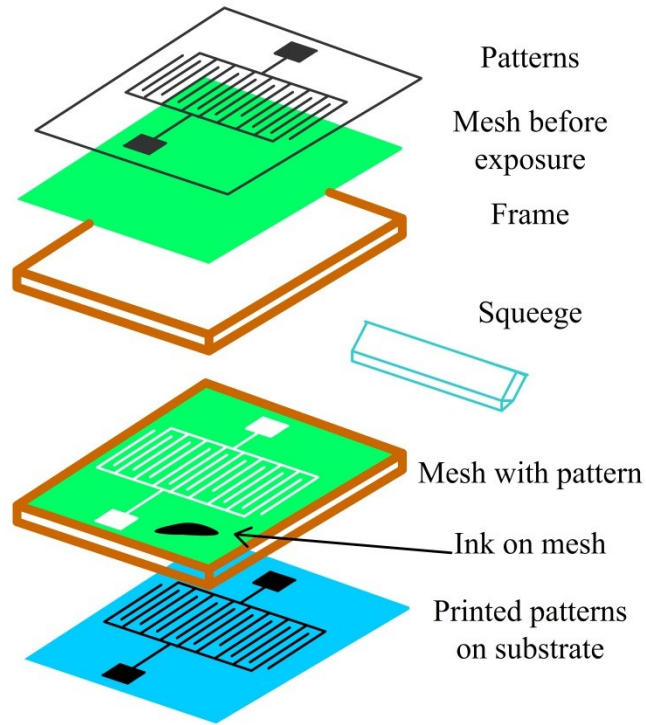 Patterns
Mesh before
exposure
Frame
Squeege
Mesh with pattern
Ink on mesh
Printed patterns
on substrate